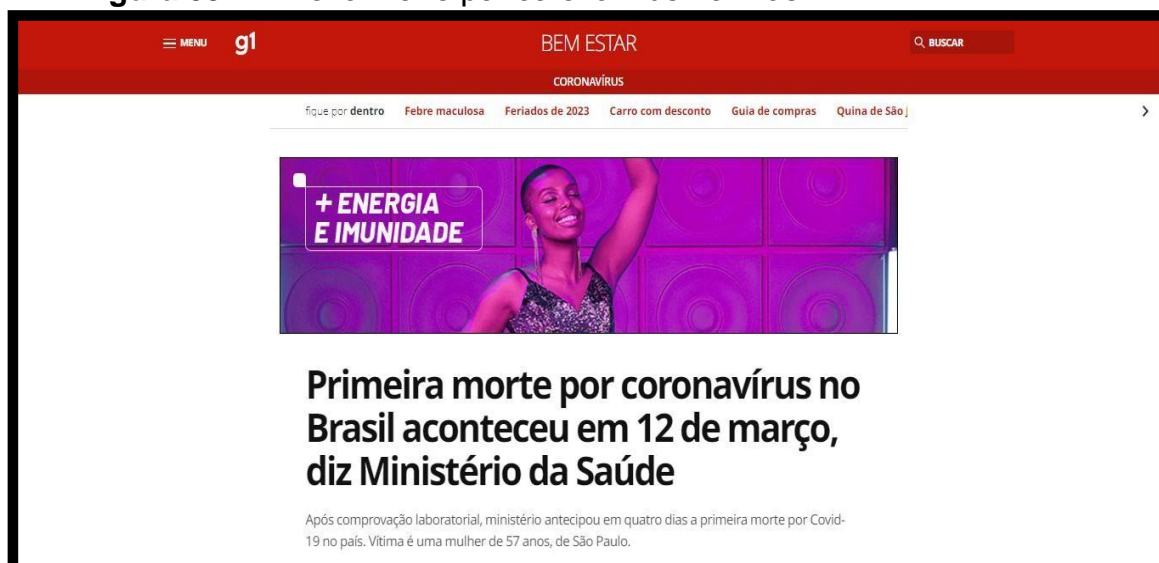 MENU g1 BEM ESTAR BUSCAR
CORONAVÍRUS
fique por dentro Febre maculosa Feriados de 2023 Carro com desconto Guia de compras Quina de São
+ ENERGIA
E IMUNIDADE
Primeira morte por coronavírus no
Brasil aconteceu em 12 de março,
diz Ministério da Saúde
Após comprovação laboratorial, ministério antecipou em quatro dias a primeira morte por Covid-
19 no país. Vítima é uma mulher de 57 anos, de São Paulo.